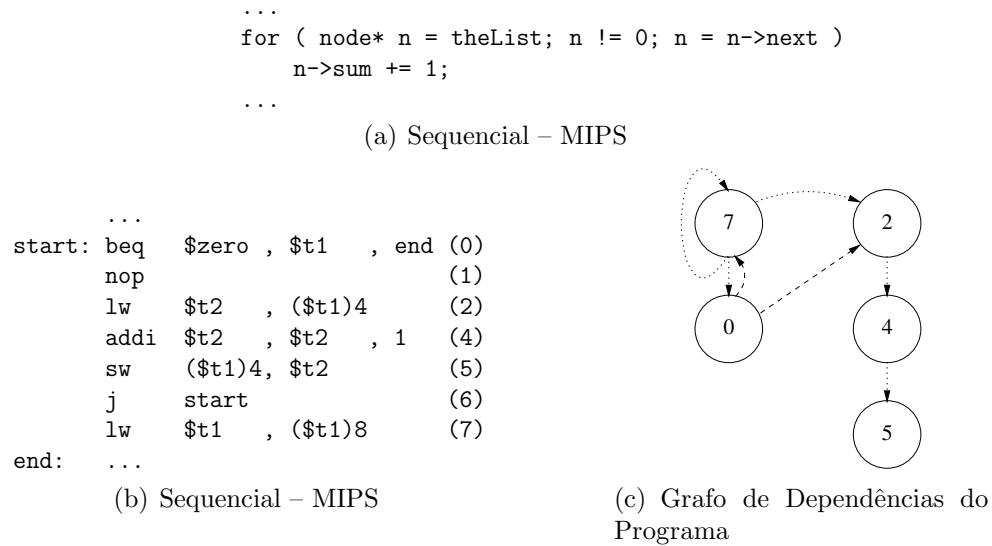 ...
for ( node* n = theList; n != 0; n = n->next )
    n->sum += 1;
...
(a) Sequencial – MIPS
...
start: beq $zero , $t1 , end (0)
nop (1)
lw $t2 , ($t1)4 (2)
addi $t2 , $t2 , 1 (4)
sw ($t1)4, $t2 (5)
j start (6)
lw $t1 , ($t1)8 (7)
end: ...
(b) Sequencial – MIPS
7 2
0 4
5
(c) Grafo de Dependências do
Programa